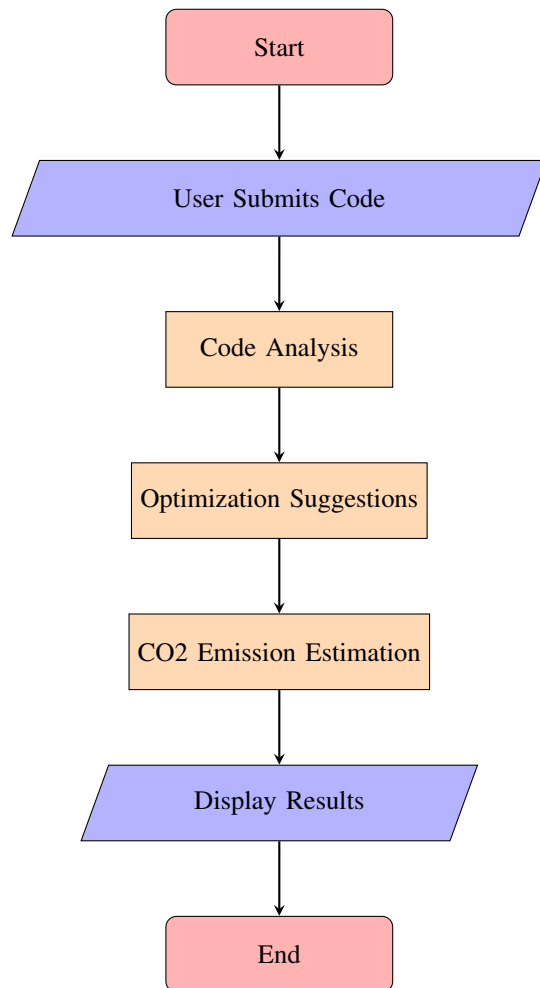 Start
User Submits Code
Code Analysis
Optimization Suggestions
CO2 Emission Estimation
Display Results
End